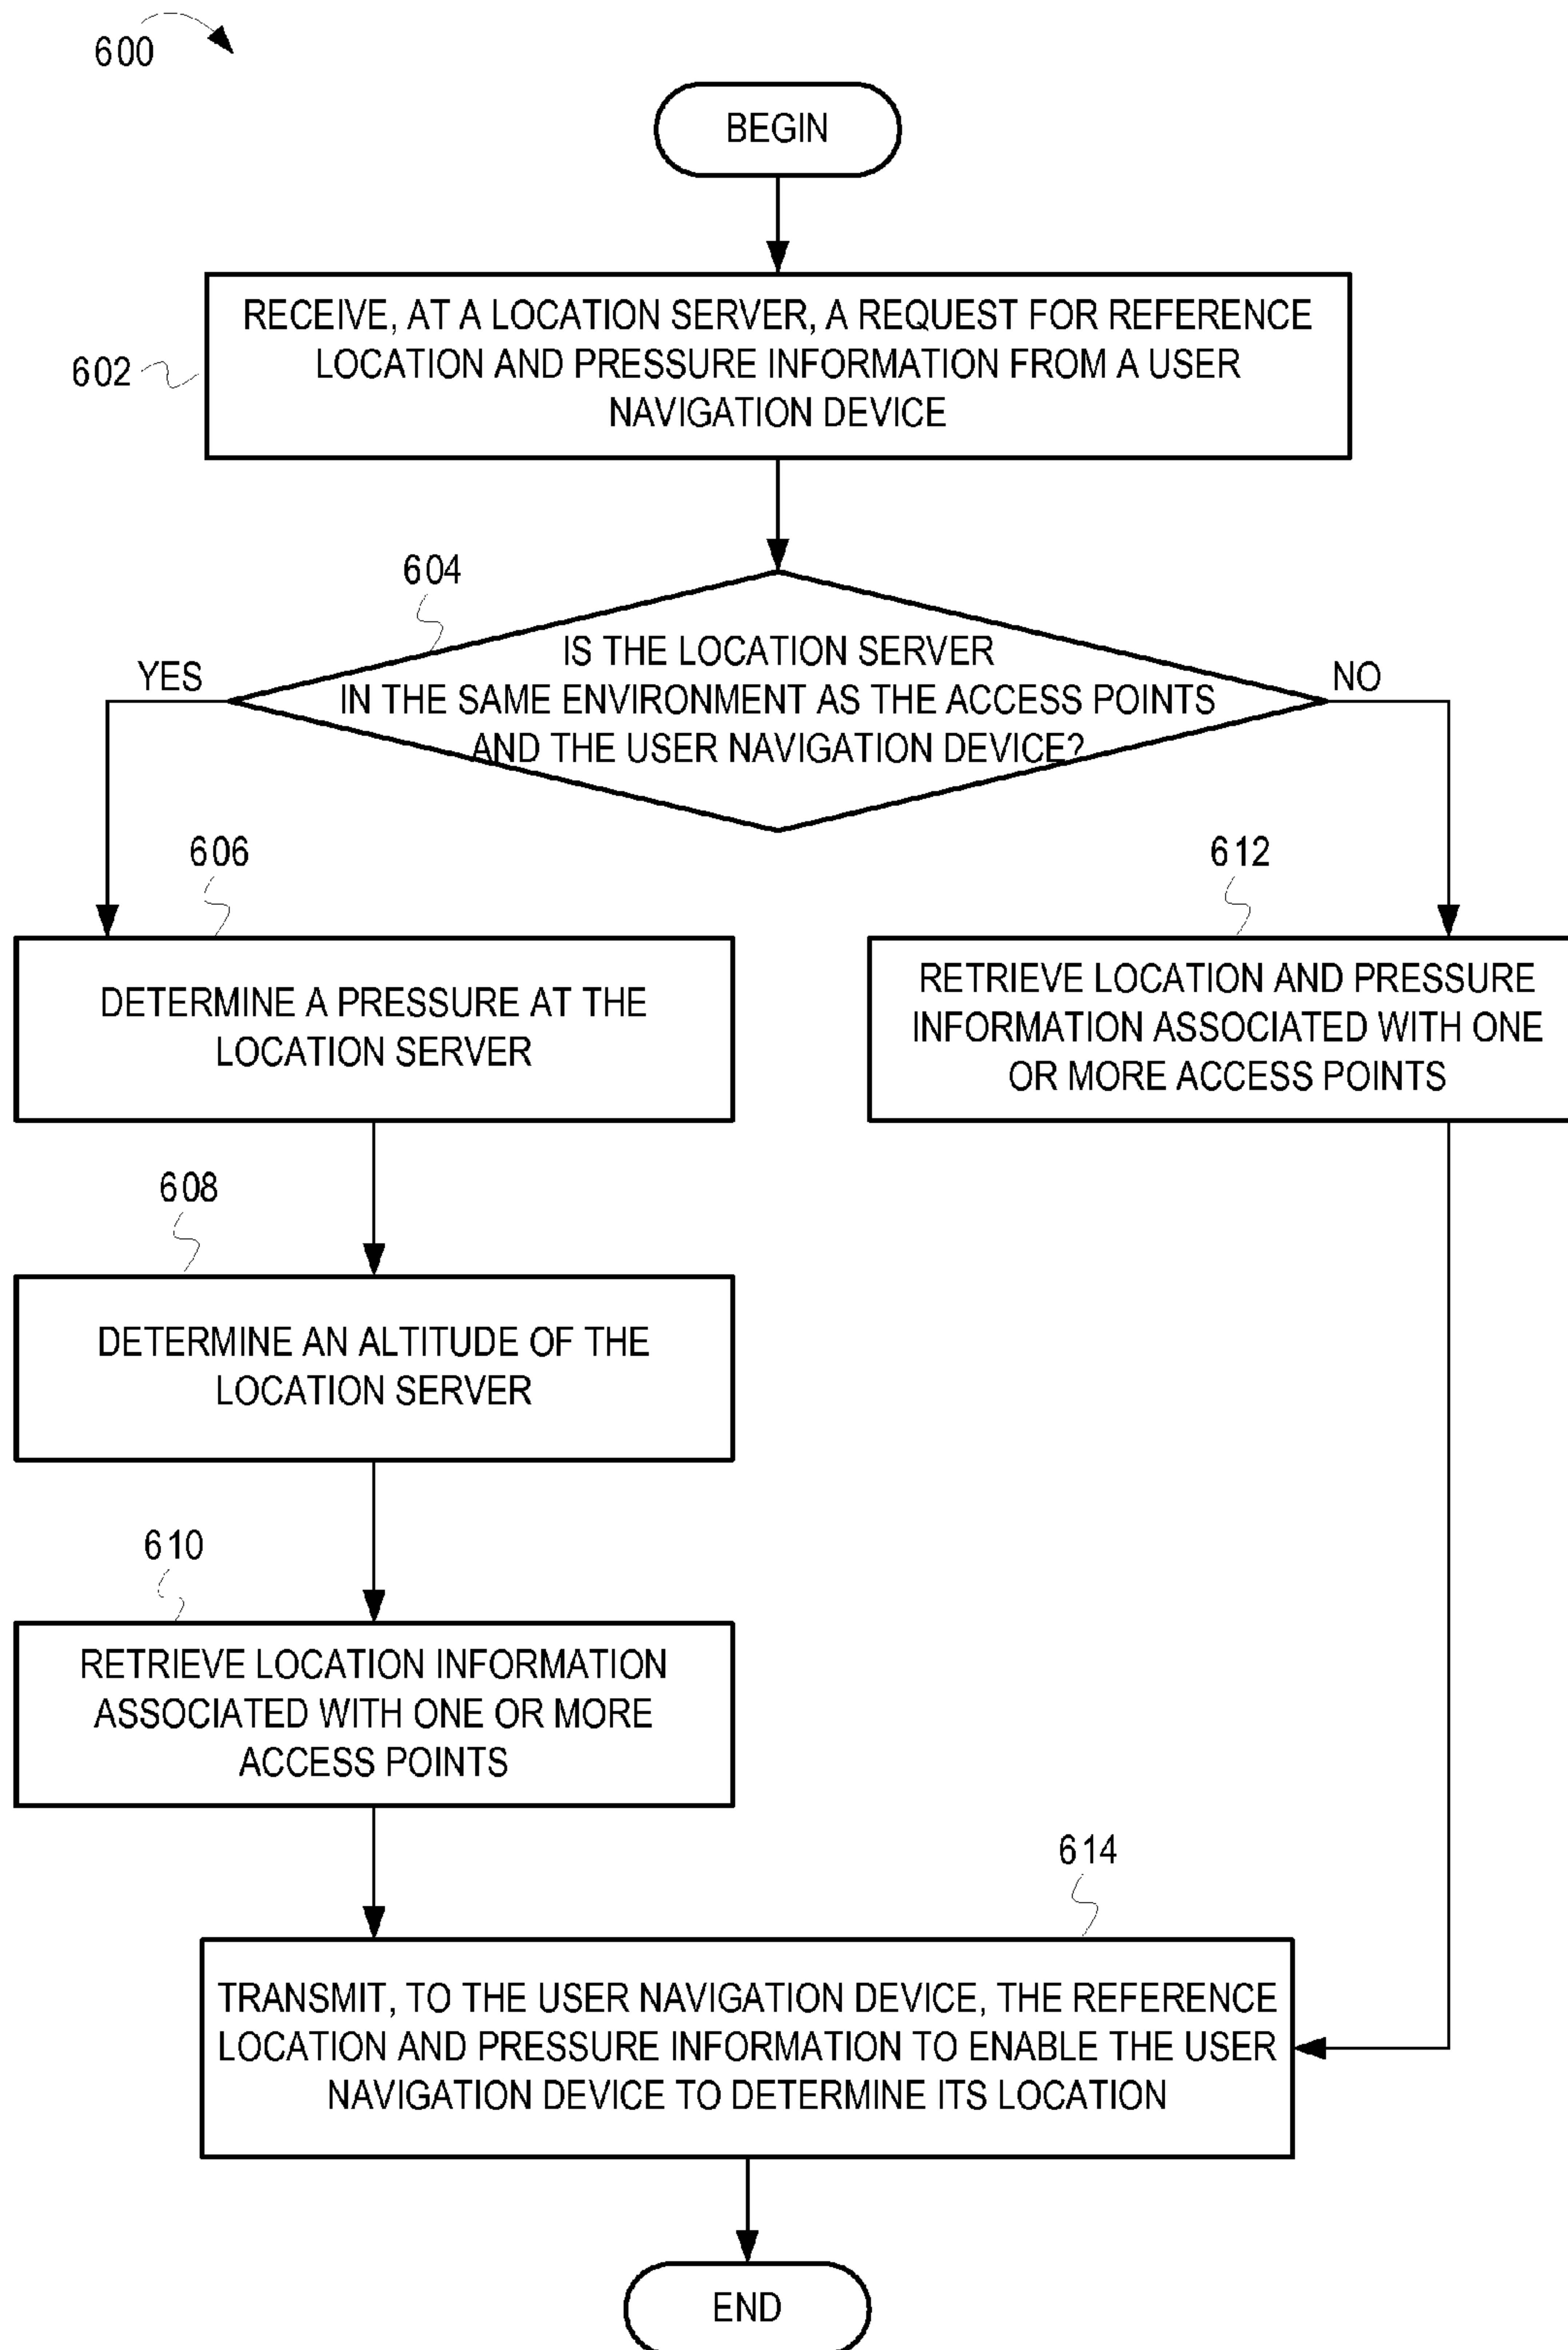 600
BEGIN
RECEIVE, AT A LOCATION SERVER, A REQUEST FOR REFERENCE
LOCATION AND PRESSURE INFORMATION FROM A USER
NAVIGATION DEVICE
602
604
IS THE LOCATION SERVER
IN THE SAME ENVIRONMENT AS THE ACCESS POINTS
AND THE USER NAVIGATION DEVICE?
YES
NO
606
DETERMINE A PRESSURE AT THE
LOCATION SERVER
612
RETRIEVE LOCATION AND PRESSURE
INFORMATION ASSOCIATED WITH ONE
OR MORE ACCESS POINTS
608
DETERMINE AN ALTITUDE OF THE
LOCATION SERVER
610
RETRIEVE LOCATION INFORMATION
ASSOCIATED WITH ONE OR MORE
ACCESS POINTS
614
TRANSMIT, TO THE USER NAVIGATION DEVICE, THE REFERENCE
LOCATION AND PRESSURE INFORMATION TO ENABLE THE USER
NAVIGATION DEVICE TO DETERMINE ITS LOCATION
END